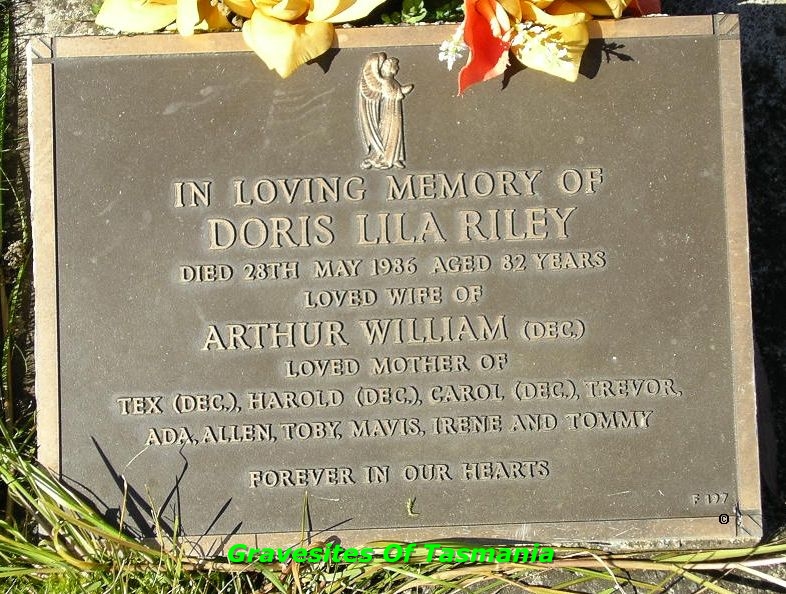 IN LOVING MEMORY OF
DORIS LILA RILEY
DIED 28TH MAY 1986 AGED 82 YEARS
LOVED WIFE OF
ARTHUR WILLIAM (DEC.)
LOVED MOTHER OF
TEX (DEC.), HAROLD (DEC.), CAROL (DEC.), TREVOR,
ADA, ALLEN, TOBY, MAVIS, IRENE AND TOMMY
FOREVER IN OUR HEARTS
F 197
©
Gravesites Of Tasmania